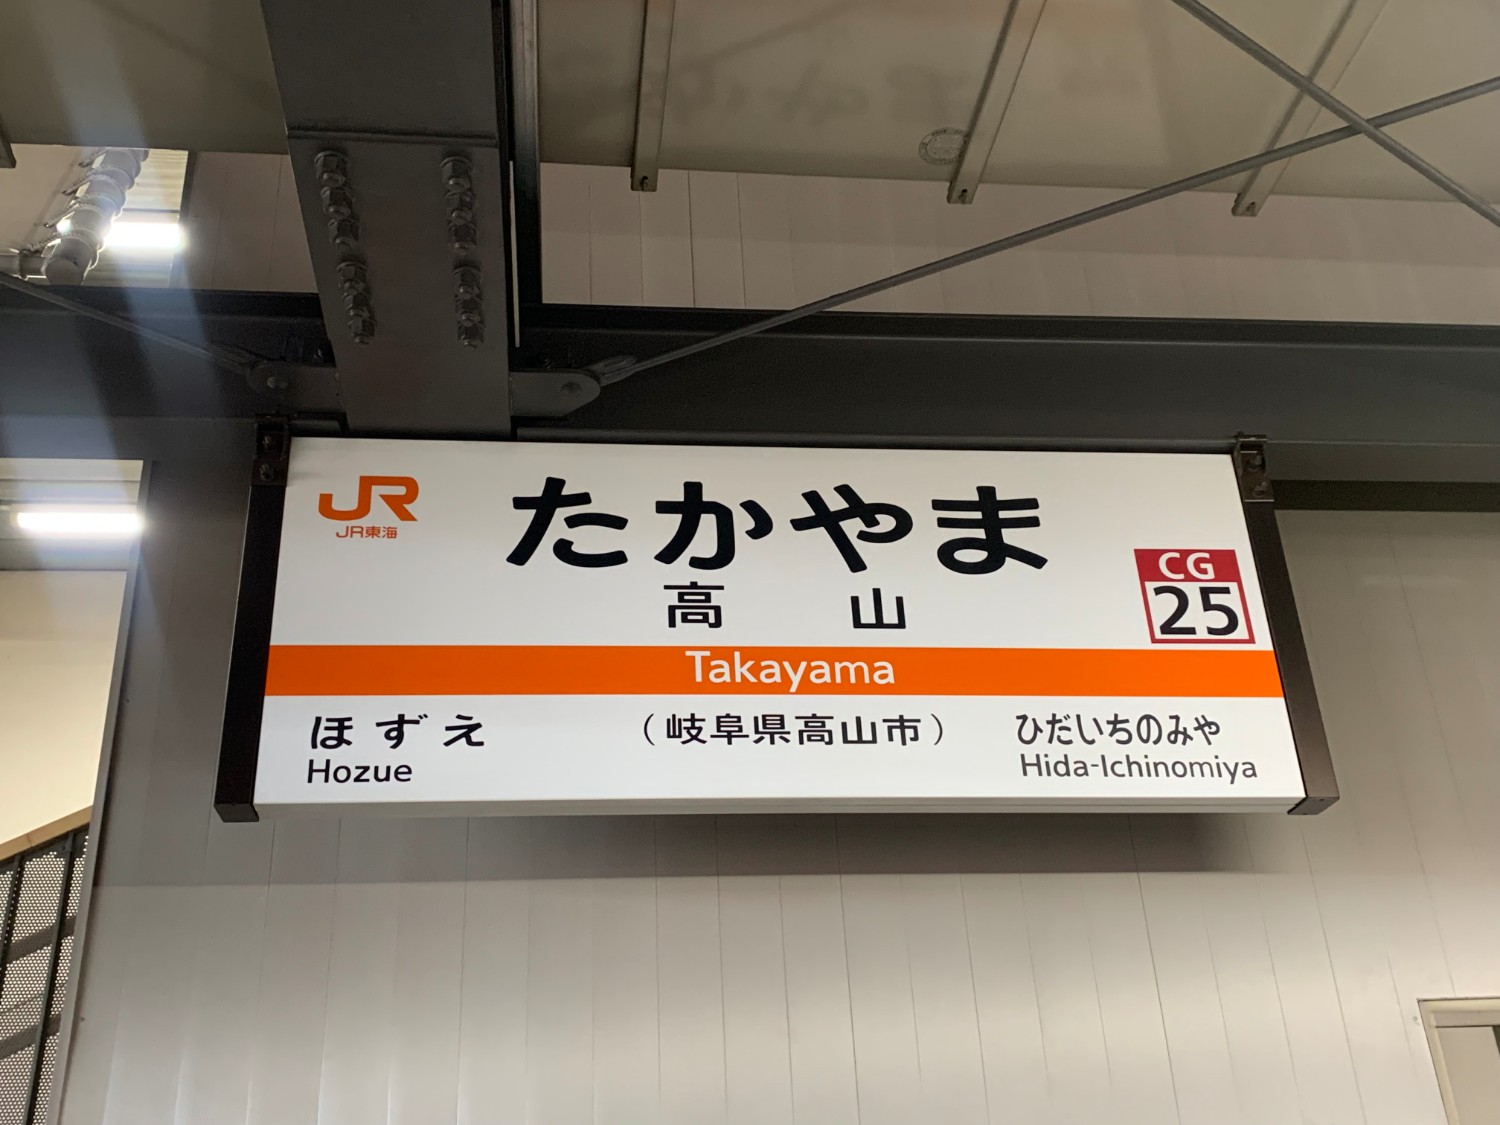 JR
JR東海
たかやま
高山
CG
25
Takayama
ほずえ
Hozue
(岐阜県高山市)
ひだいちのみや
Hida-Ichinomiya